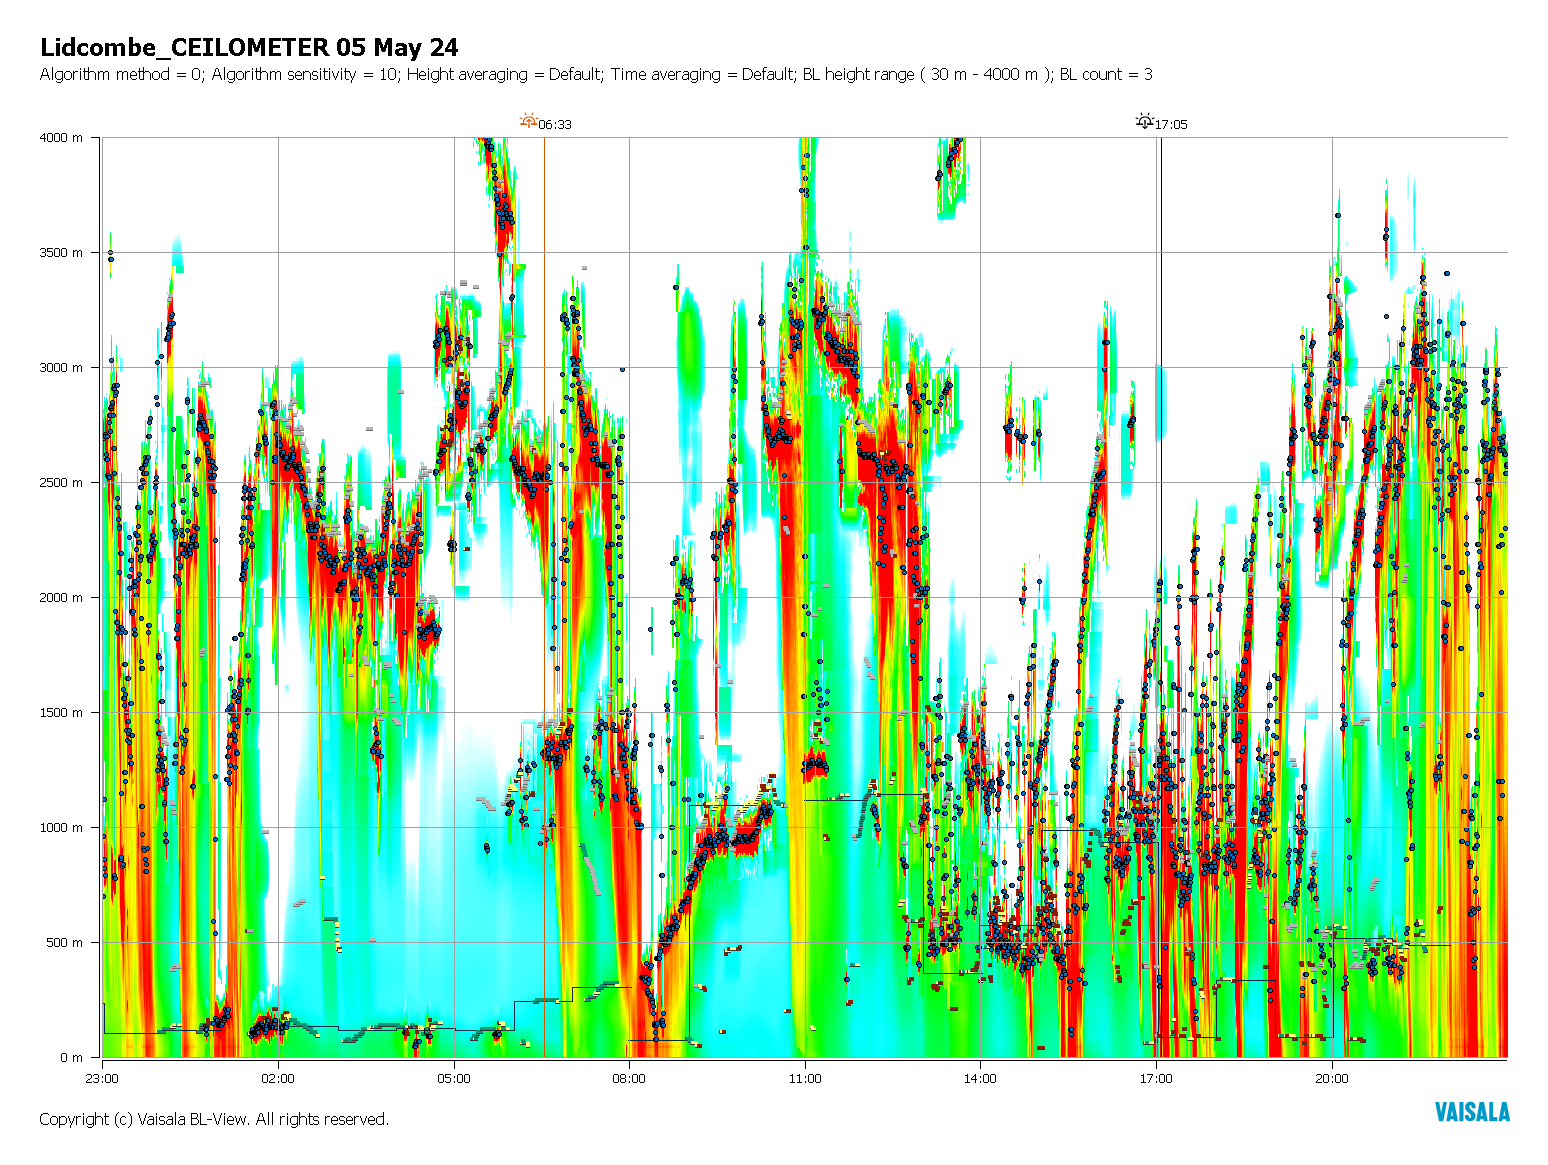 Lidcombe_CEILOMETER 05 May 24
Algorithm method = 0; Algorithm sensitivity = 10; Height averaging = Default; Time averaging = Default; BL height range ( 30 m - 4000 m ); BL count = 3
06:33
17:05
4000 m
3500 m
3000 m
2500 m
2000 m
1500 m
1000 m
500 m
0 m
23:00
02:00
05:00
08:00
11:00
14:00
17:00
20:00
Copyright (c) Vaisala BL-View. All rights reserved.
VAISALA